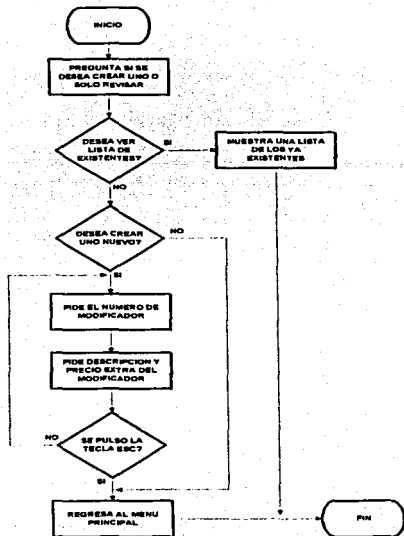 INICIO
PREGUNTA SI SE
DESEA CREAR UNO O
SOLO REVISAR
DESEA VER
LISTA DE
EXISTENTES?
SI
MUESTRA UNA LISTA
DE LOS YA
EXISTENTES
NO
DESEA CREAR
UNO NUEVO?
NO
SI
PIDE EL NUMERO DE
MODIFICADOR
PIDE DESCRIPCION Y
PRECIO EXTRA DEL
MODIFICADOR
NO
SE PULSO LA
TECLA ESC?
SI
REGRESA AL MENU
PRINCIPAL
FIN